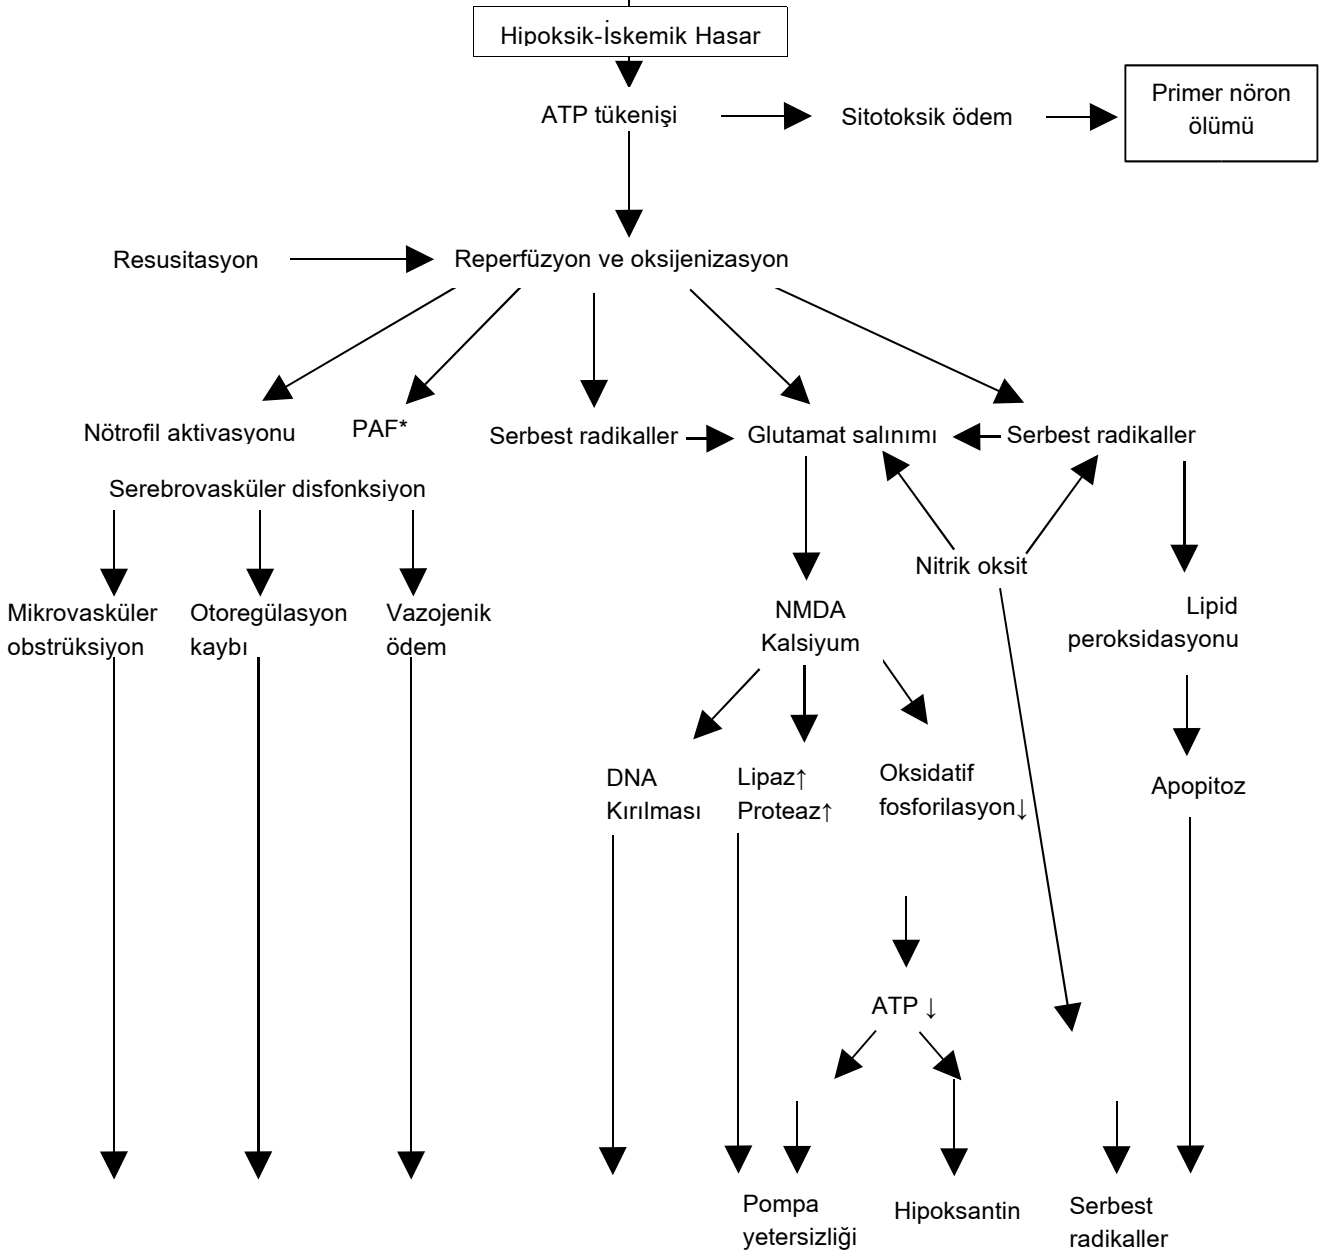 Hipoksik-İskemik Hasar
ATP tükenişi
Sitotoksik ödem
Primer nöron
ölümü
Resusitasyon
Reperfüzyon ve oksijenizasyon
Nötrofil aktivasyonu
PAF*
Serbest radikaller
Glutamat salınımı
Serbest radikaller
Serebrovasküler disfonksiyon
Nitrik oksit
Mikrovasküler
obstrüksiyon
Otoregülasyon
kaybı
Vazojenik
ödem
NMDA
Kalsiyum
Lipid
peroksidasyonu
DNA
Kırılması
Lipaz↑
Proteaz↑
Oksidatif
fosforilasyon↓
Apopitoz
ATP ↓
Pompa
yetersizliği
Hipoksantin
Serbest
radikaller